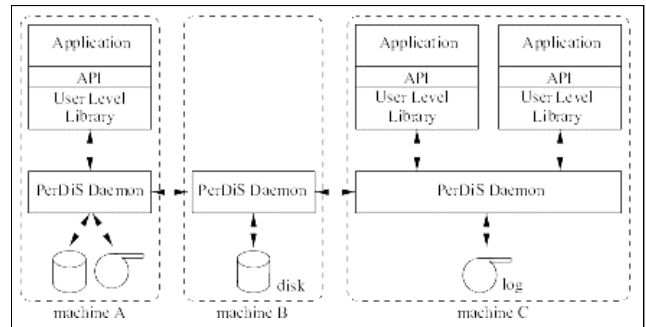 Application
API
User Level
Library
PerDiS Daemon
machine A
PerDiS Daemon
disk
machine B
Application
API
User Level
Library
Application
API
User Level
Library
PerDiS Daemon
log
machine C